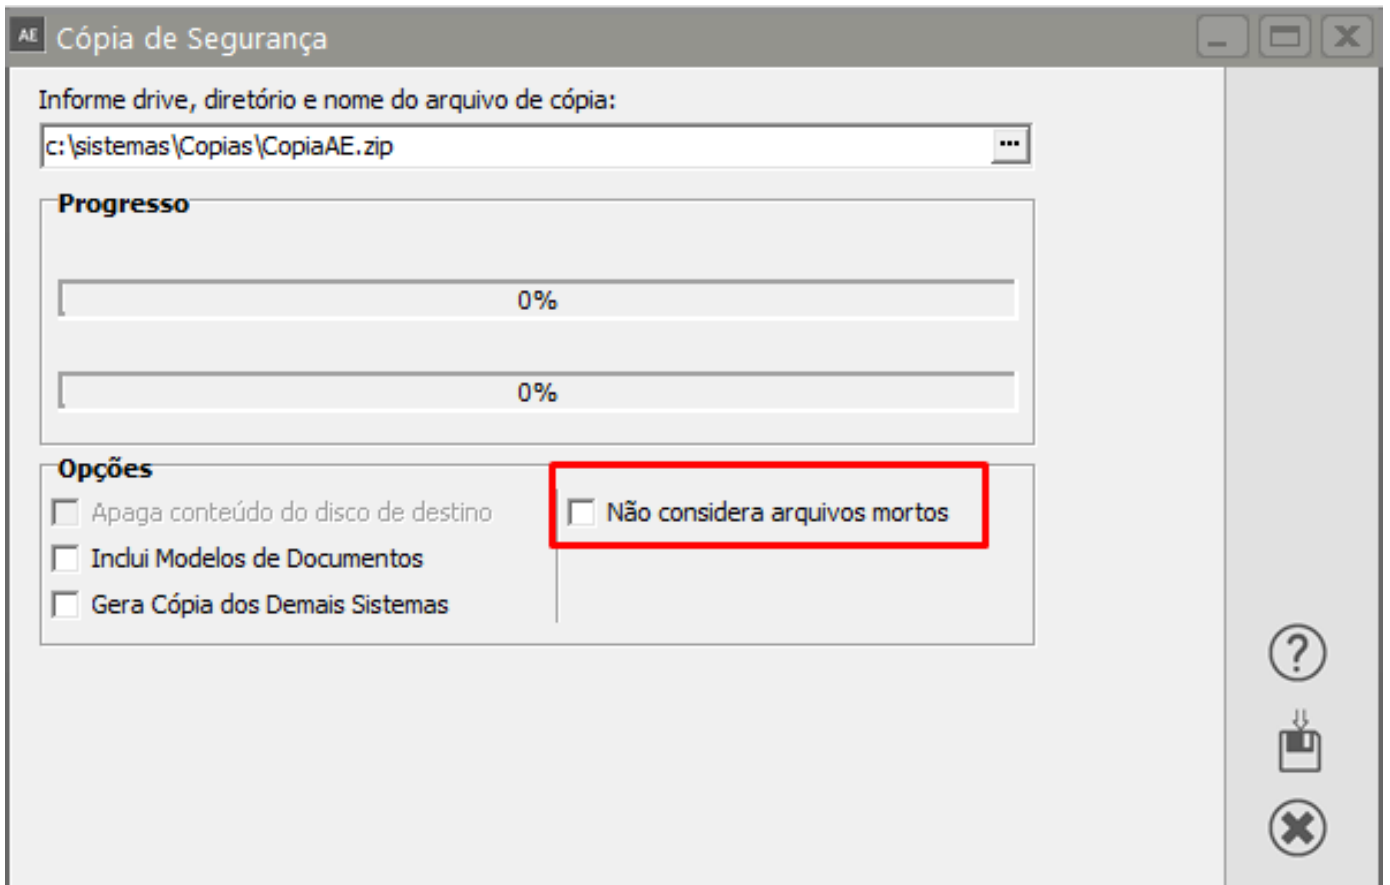 AE Cópia de Segurança
Informe drive, diretório e nome do arquivo de cópia:
c:\sistemas\Copias\CopiaAE.zip ...
Progresso
0%
0%
Opções
Apaga conteúdo do disco de destino
Não considera arquivos mortos
Inclui Modelos de Documentos
Gera Cópia dos Demais Sistemas
?